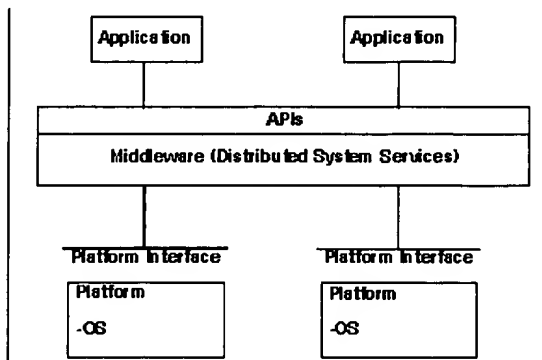 Application Application
APIs
Middleware (Distributed System Services)
Platform Interface Platform Interface
Platform Platform
-OS -OS